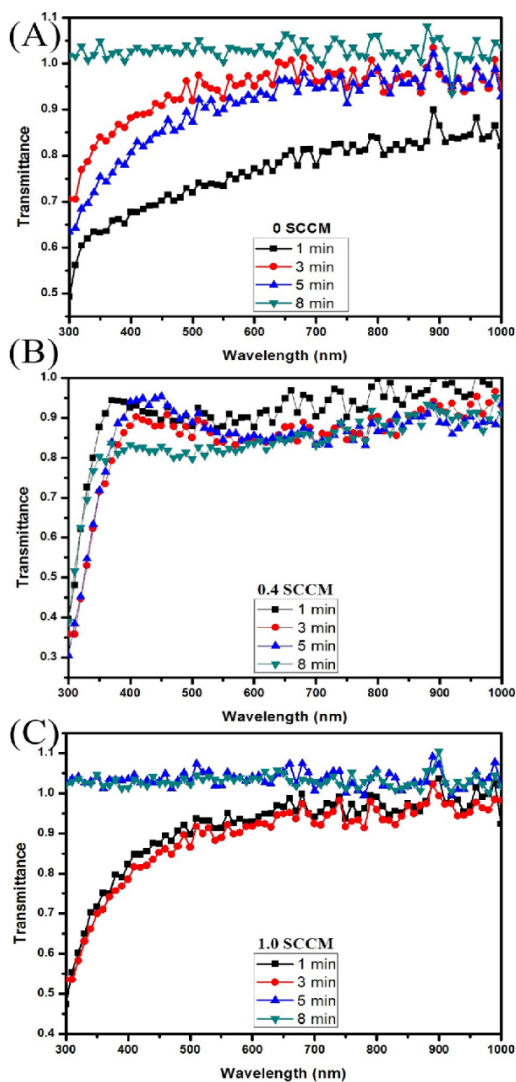 (A)
Transmittance
1.1
1.0
0.9
0.8
0.7
0.6
0.5
0 SCCM
1 min
3 min
5 min
8 min
300 400 500 600 700 800 900 1000
Wavelength (nm)
(B)
Transmittance
1.0
0.9
0.8
0.7
0.6
0.5
0.4
0.3
0.4 SCCM
1 min
3 min
5 min
8 min
300 400 500 600 700 800 900 1000
Wavelength (nm)
(C)
Transmittance
1.1
1.0
0.9
0.8
0.7
0.6
0.5
0.4
1.0 SCCM
1 min
3 min
5 min
8 min
300 400 500 600 700 800 900 1000
Wavelength (nm)